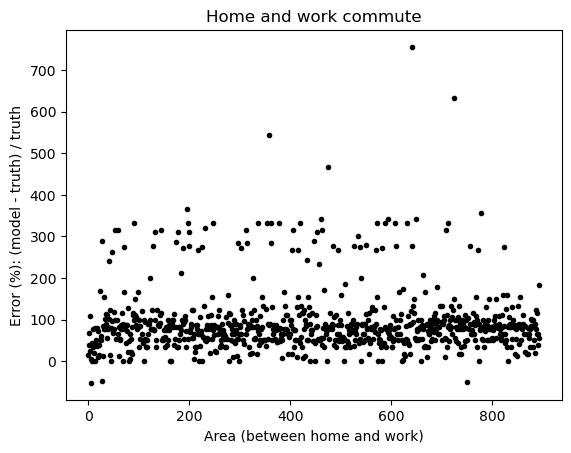 Home and work commute
Error (%): (model - truth) / truth
700
600
500
400
300
200
100
0
0 200 400 600 800
Area (between home and work)